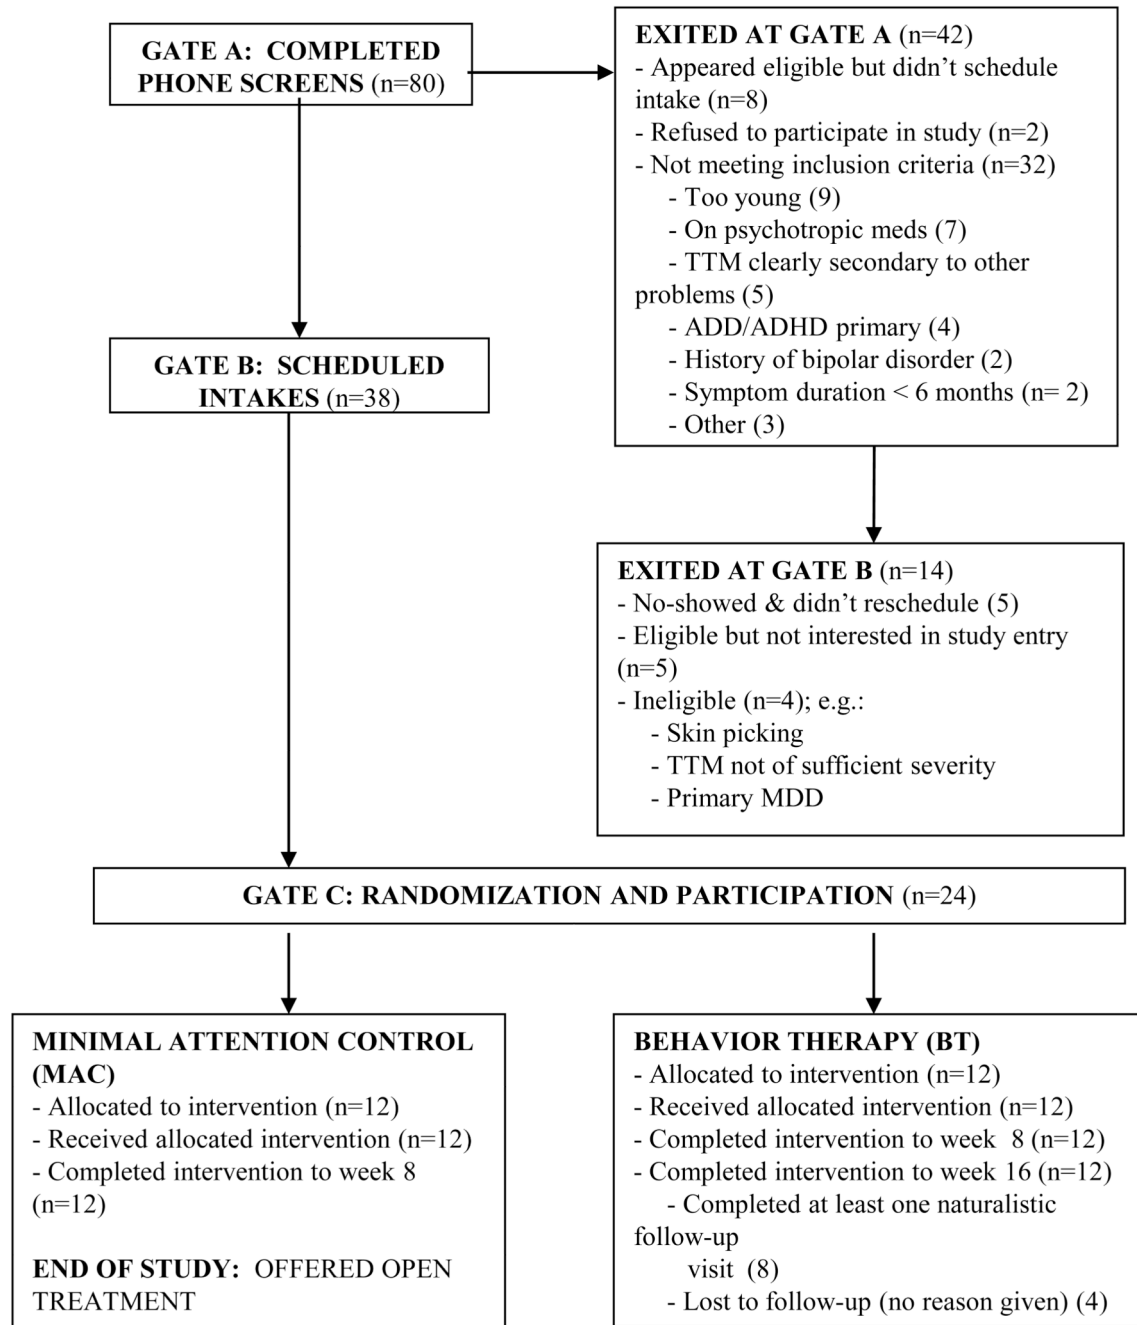 GATE A: COMPLETED
PHONE SCREENS (n=80)
EXITED AT GATE A (n=42)
- Appeared eligible but didn’t schedule
intake (n=8)
- Refused to participate in study (n=2)
- Not meeting inclusion criteria (n=32)
- Too young (9)
- On psychotropic meds (7)
- TTM clearly secondary to other
problems (5)
- ADD/ADHD primary (4)
- History of bipolar disorder (2)
- Symptom duration < 6 months (n= 2)
- Other (3)
GATE B: SCHEDULED
INTAKES (n=38)
EXITED AT GATE B (n=14)
- No-showed & didn’t reschedule (5)
- Eligible but not interested in study entry
(n=5)
- Ineligible (n=4); e.g.:
- Skin picking
- TTM not of sufficient severity
- Primary MDD
GATE C: RANDOMIZATION AND PARTICIPATION (n=24)
MINIMAL ATTENTION CONTROL
(MAC)
- Allocated to intervention (n=12)
- Received allocated intervention (n=12)
- Completed intervention to week 8
(n=12)
END OF STUDY: OFFERED OPEN
TREATMENT
BEHAVIOR THERAPY (BT)
- Allocated to intervention (n=12)
- Received allocated intervention (n=12)
- Completed intervention to week 8 (n=12)
- Completed intervention to week 16 (n=12)
- Completed at least one naturalistic
follow-up
visit (8)
- Lost to follow-up (no reason given) (4)